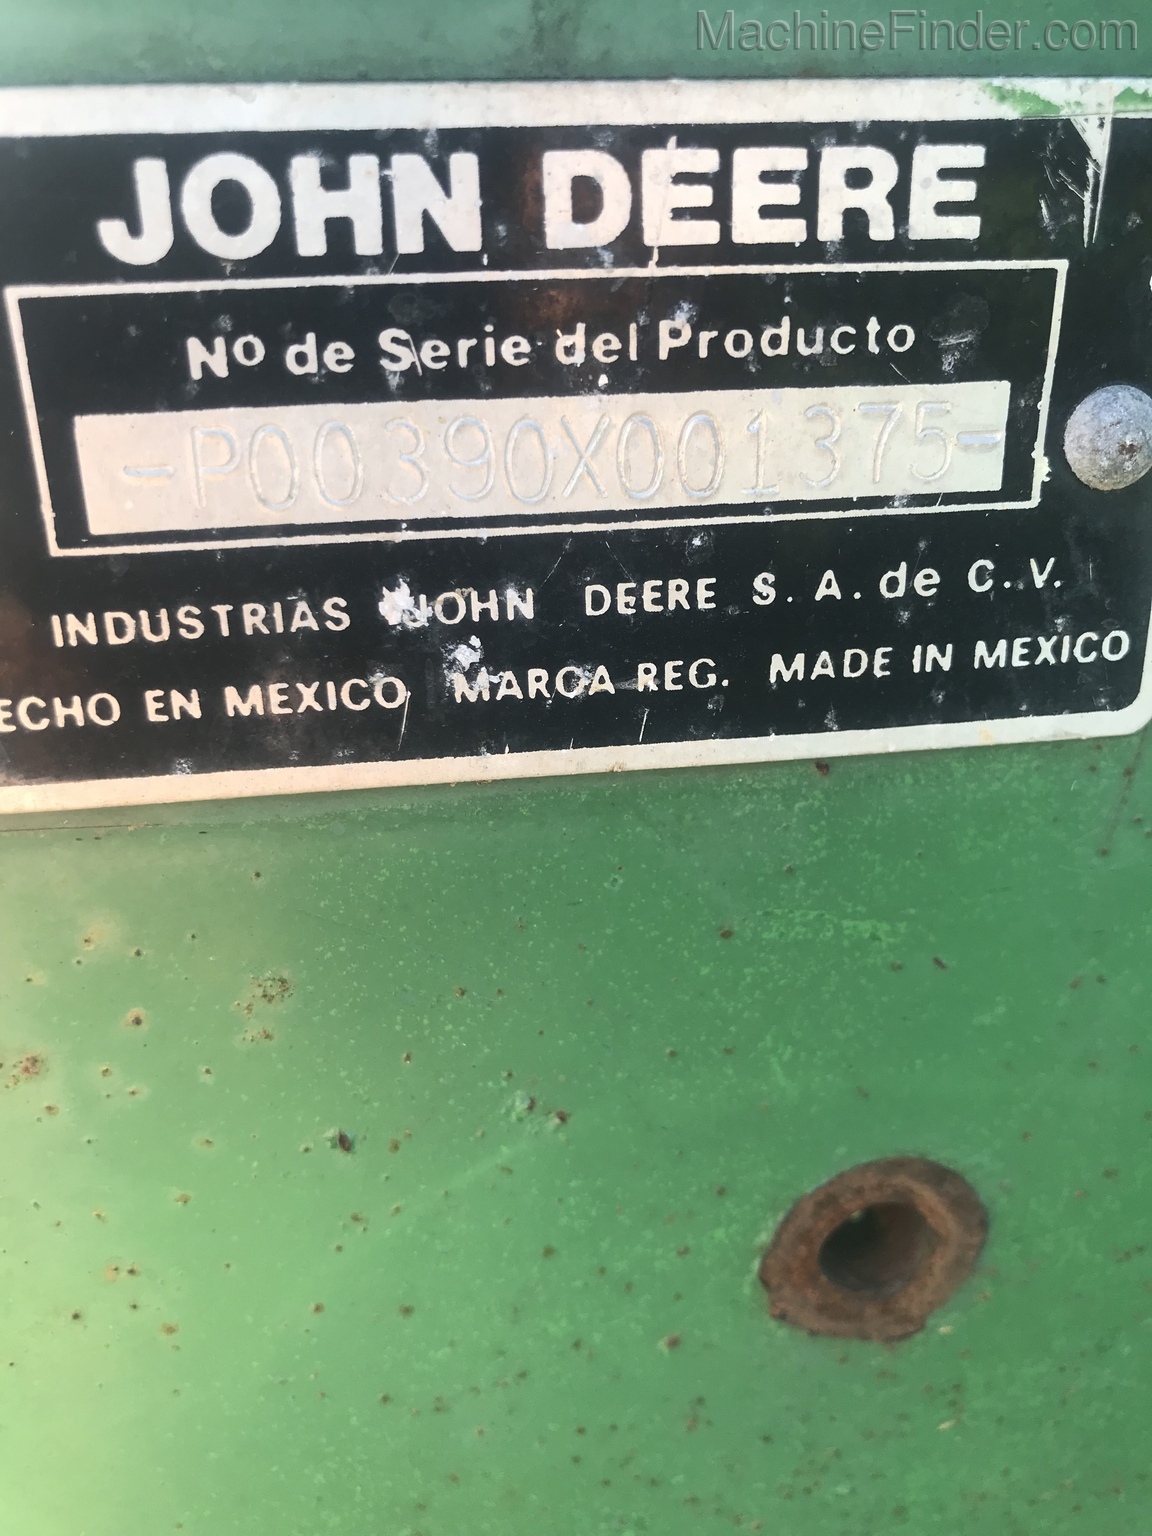 MachineFinder.com
JOHN DEERE
Nº de Serie del Producto
-P00390X001375-
INDUSTRIAS JOHN DEERE S. A. de C. V.
ECHO EN MEXICO MARCA REG. MADE IN MEXICO